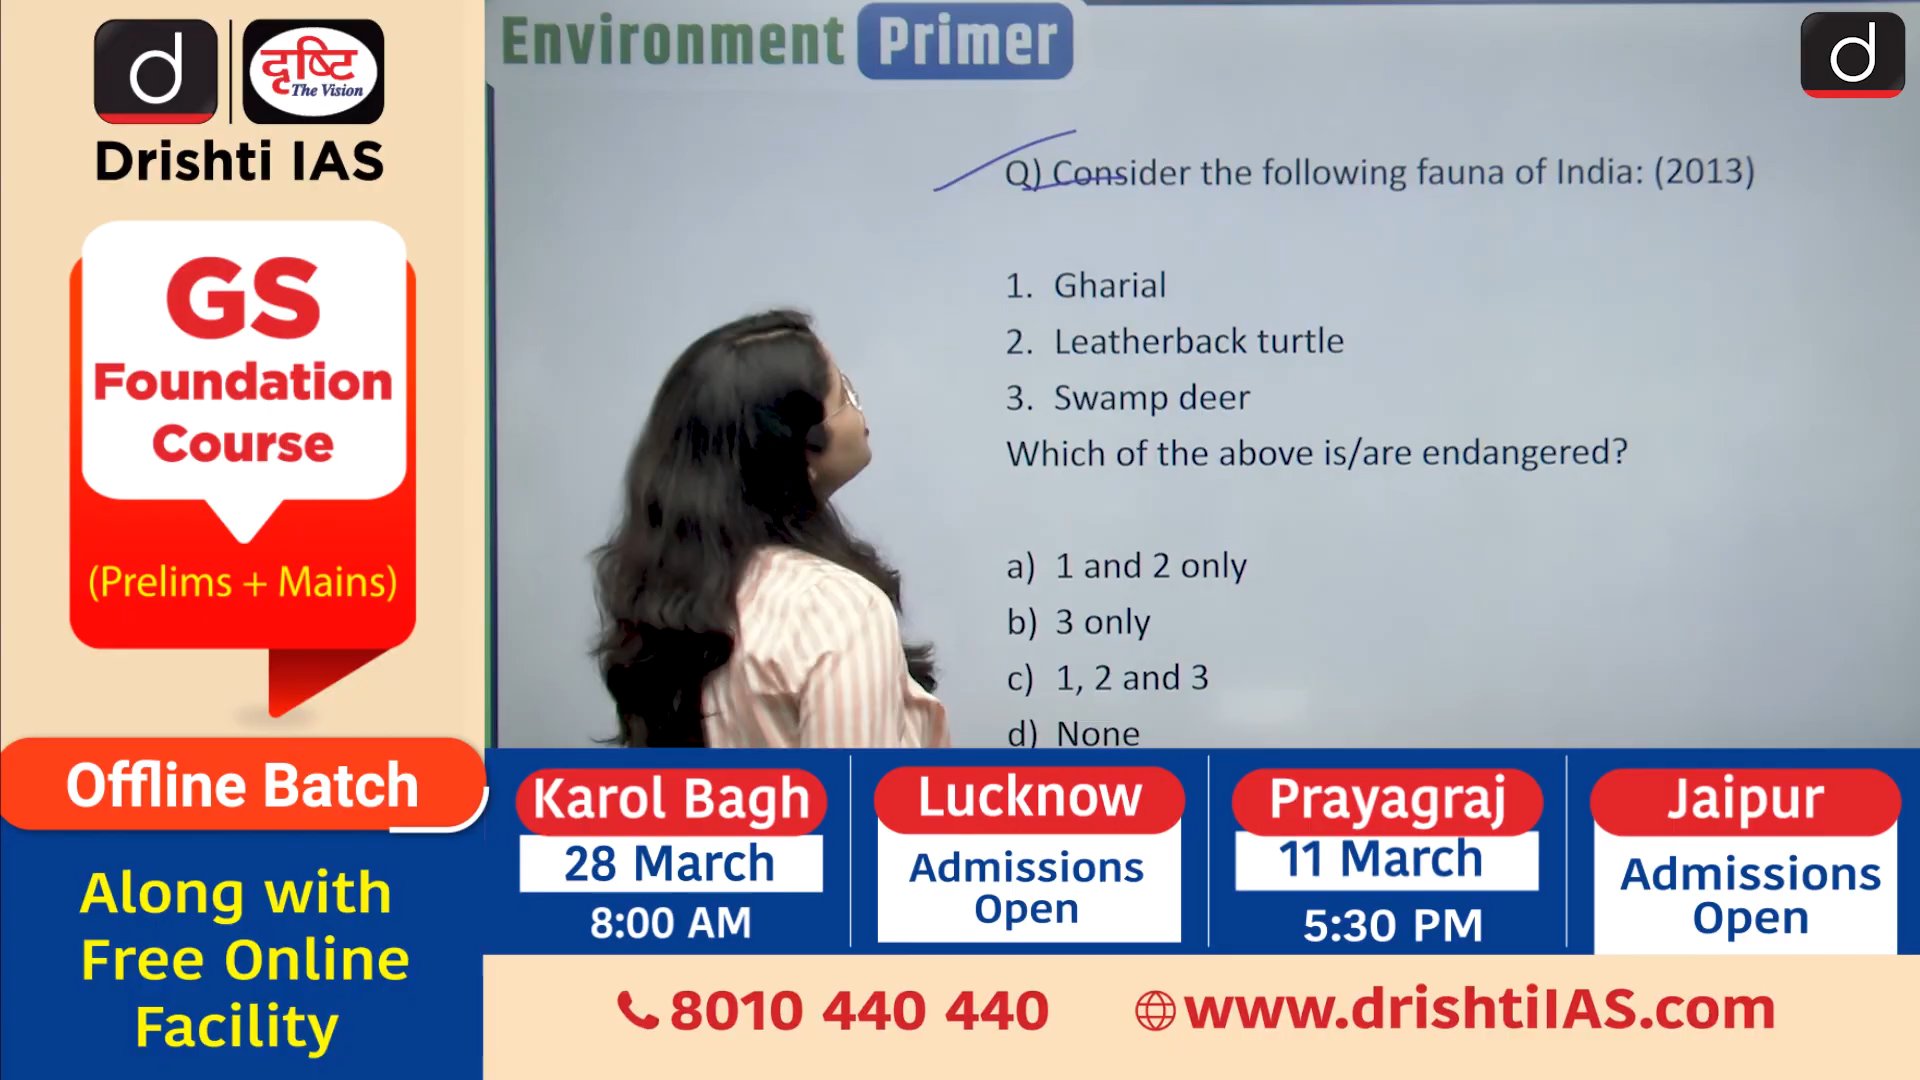 d
दृष्टि
The Vision
Drishti IAS
GS
Foundation
Course
(Prelims + Mains)
Offline Batch
Along with
Free Online
Facility
Environment Primer
d
Q) Consider the following fauna of India: (2013)
1. Gharial
2. Leatherback turtle
3. Swamp deer
Which of the above is/are endangered?
a) 1 and 2 only
b) 3 only
c) 1, 2 and 3
d) None
Karol Bagh
28 March
8:00 AM
Lucknow
Admissions
Open
Prayagraj
11 March
5:30 PM
Jaipur
Admissions
Open
8010 440 440
www.drishtiIAS.com